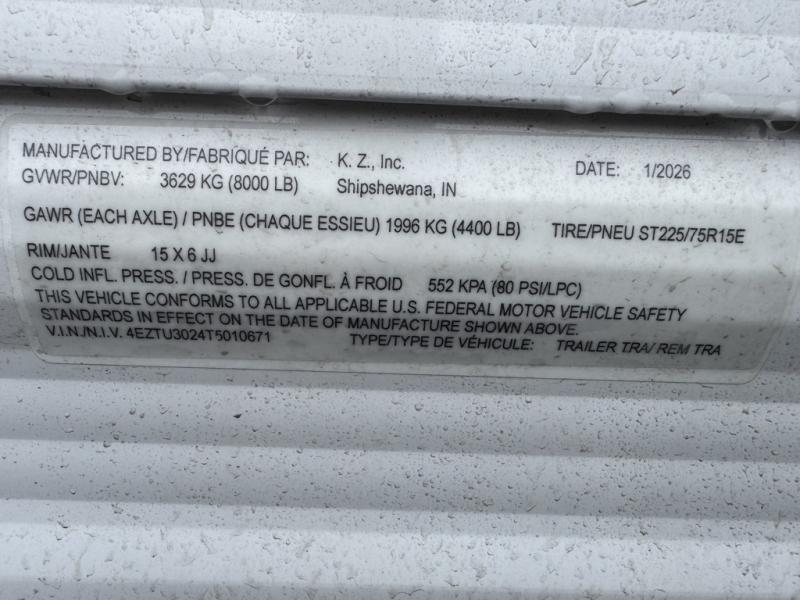 MANUFACTURED BY/FABRIQUÉ PAR: K. Z., Inc. DATE: 1/2026
GVWR/PNBV: 3629 KG (8000 LB) Shipshewana, IN
GAWR (EACH AXLE) / PNBE (CHAQUE ESSIEU) 1996 KG (4400 LB) TIRE/PNEU ST225/75R15E
RIM/JANTE 15 X 6 JJ
COLD INFL. PRESS. / PRESS. DE GONFL. À FROID 552 KPA (80 PSI/LPC)
THIS VEHICLE CONFORMS TO ALL APPLICABLE U.S. FEDERAL MOTOR VEHICLE SAFETY
STANDARDS IN EFFECT ON THE DATE OF MANUFACTURE SHOWN ABOVE.
V.I.N./N.I.V. 4EZTU3024T5010671 TYPE/TYPE DE VÉHICULE: TRAILER TRA/ REM TRA